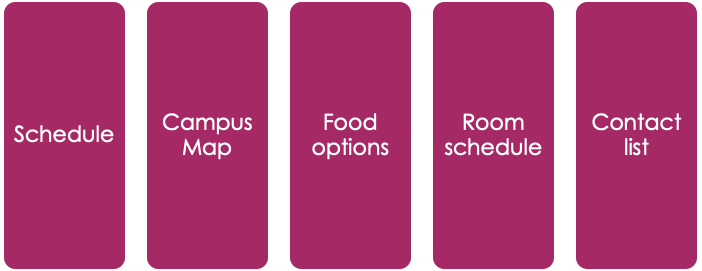 Schedule
Campus
Map
Food
options
Room
schedule
Contact
list